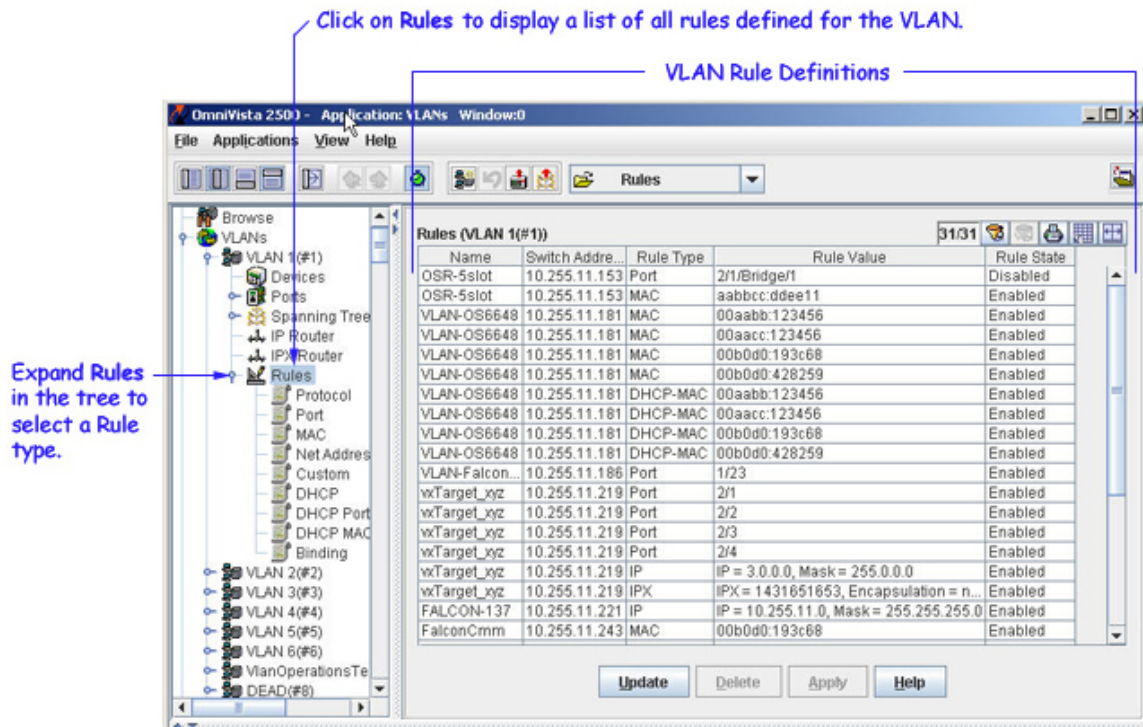 Click on Rules to display a list of all rules defined for the VLAN.
VLAN Rule Definitions
OmniVista 2500 - Application: VLANs Window:0
File Applications View Help
Rules
Expand Rules
in the tree to
select a Rule
type.
Browse
VLANs
VLAN 1(#1)
Devices
Ports
Spanning Tree
IP Router
IPX Router
Rules
Protocol
Port
MAC
Net Addres
Custom
DHCP
DHCP Port
DHCP MAC
Binding
VLAN 2(#2)
VLAN 3(#3)
VLAN 4(#4)
VLAN 5(#5)
VLAN 6(#6)
VlanOperationsTe
DEAD(#8)
Rules (VLAN 1(#1)) 31/31
Name Switch Addre... Rule Type Rule Value Rule State
OSR-5slot 10.255.11.153 Port 2/1/Bridge/1 Disabled
OSR-5slot 10.255.11.153 MAC aabbcc:ddee11 Enabled
VLAN-OS6648 10.255.11.181 MAC 00aabb:123456 Enabled
VLAN-OS6648 10.255.11.181 MAC 00aacc:123456 Enabled
VLAN-OS6648 10.255.11.181 MAC 00b0d0:193c68 Enabled
VLAN-OS6648 10.255.11.181 MAC 00b0d0:428259 Enabled
VLAN-OS6648 10.255.11.181 DHCP-MAC 00aabb:123456 Enabled
VLAN-OS6648 10.255.11.181 DHCP-MAC 00aacc:123456 Enabled
VLAN-OS6648 10.255.11.181 DHCP-MAC 00b0d0:193c68 Enabled
VLAN-OS6648 10.255.11.181 DHCP-MAC 00b0d0:428259 Enabled
VLAN-Falcon... 10.255.11.186 Port 1/23 Enabled
vxTarget_xyz 10.255.11.219 Port 2/1 Enabled
vxTarget_xyz 10.255.11.219 Port 2/2 Enabled
vxTarget_xyz 10.255.11.219 Port 2/3 Enabled
vxTarget_xyz 10.255.11.219 Port 2/4 Enabled
vxTarget_xyz 10.255.11.219 IP IP = 3.0.0.0, Mask = 255.0.0.0 Enabled
vxTarget_xyz 10.255.11.219 IPX IPX = 1431651653, Encapsulation = n... Enabled
FALCON-137 10.255.11.221 IP IP = 10.255.11.0, Mask = 255.255.255.0 Enabled
FalconCmm 10.255.11.243 MAC 00b0d0:193c68 Enabled
Update Delete Apply Help